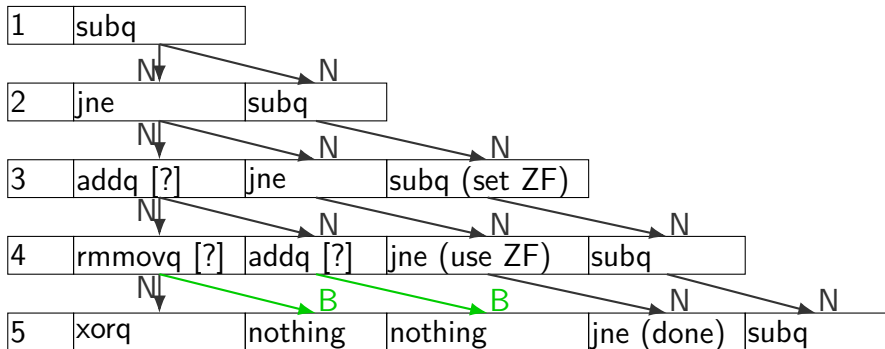 1 subq
N N
2 jne subq
N N N
3 addq [?] jne subq (set ZF)
N N N N
4 rmmovq [?] addq [?] jne (use ZF) subq
N B B N N
5 xorq nothing nothing jne (done) subq